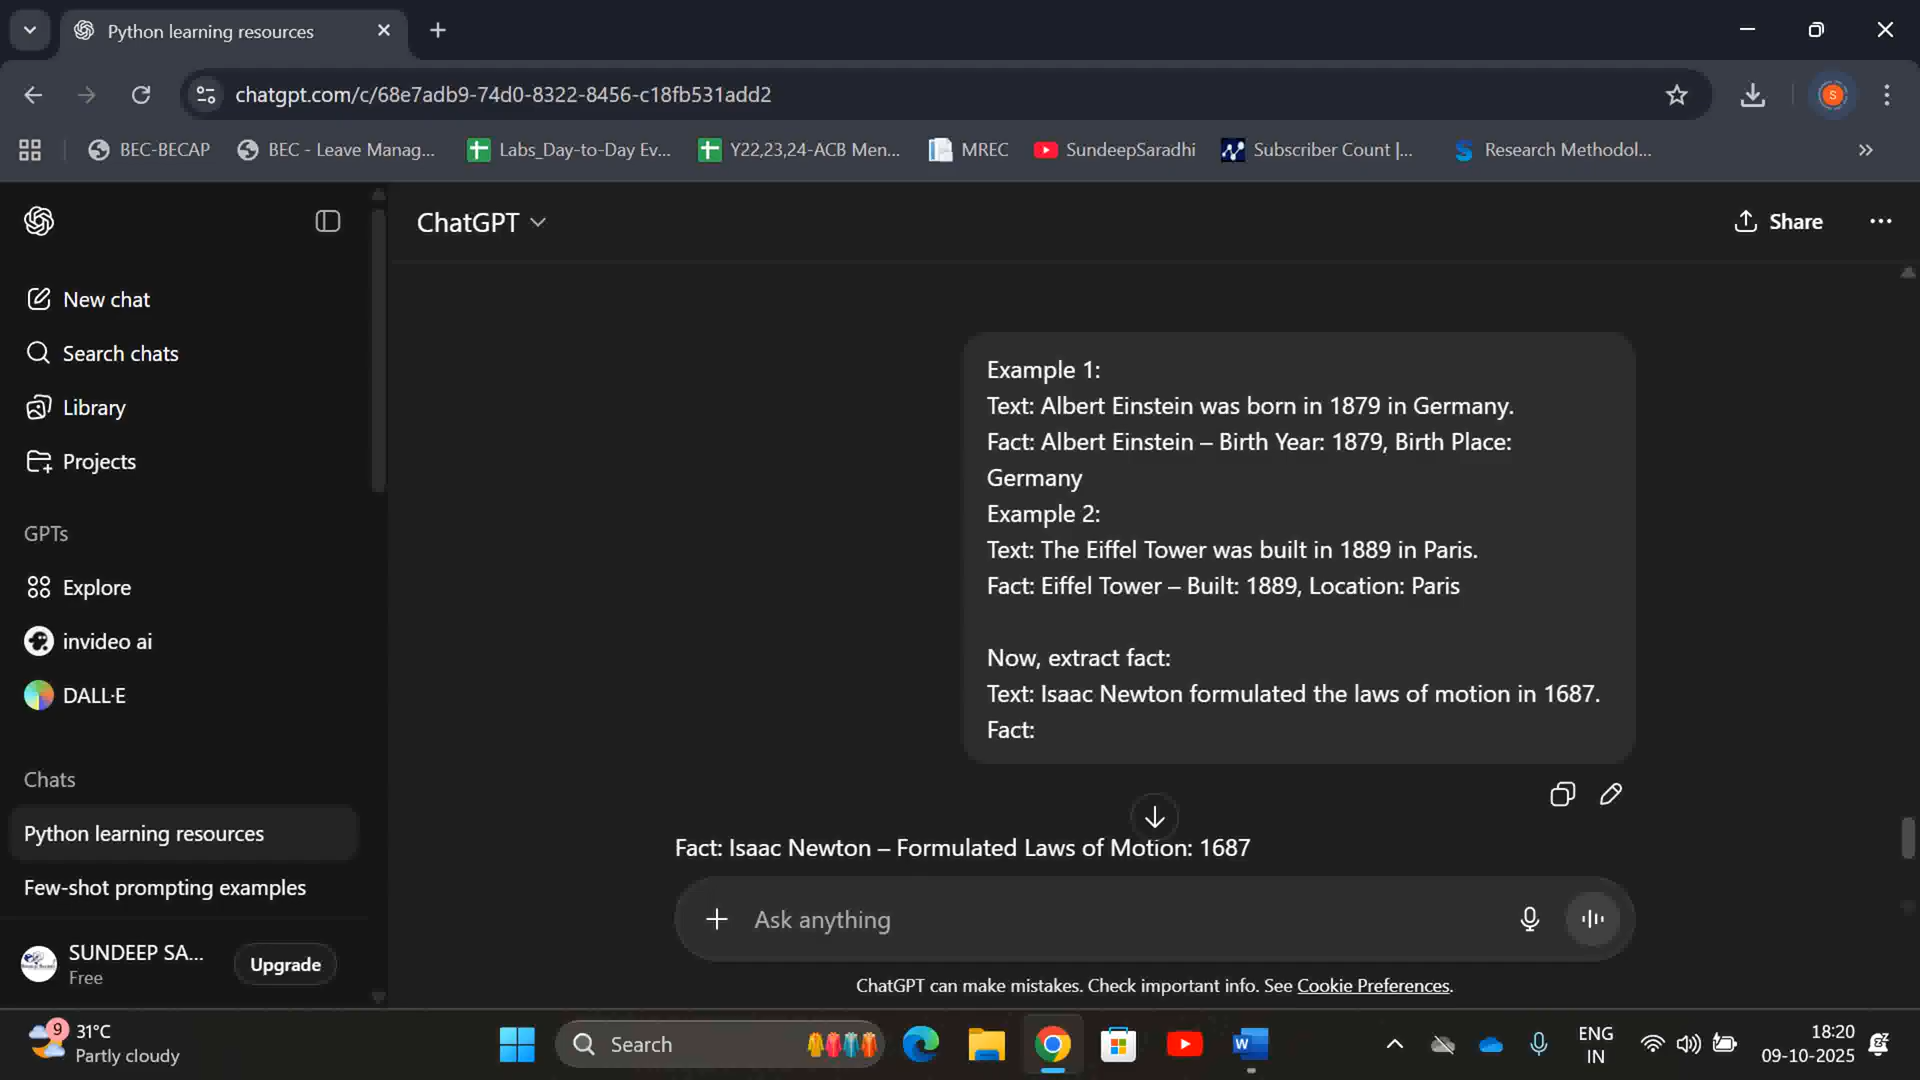 Python learning resources
chatgpt.com/c/68e7adb9-74d0-8322-8456-c18fb531add2
S
BEC-BECAP
BEC - Leave Manag...
Labs_Day-to-Day Ev...
Y22,23,24-ACB Men...
MREC
SundeepSaradhi
Subscriber Count |...
Research Methodol...
ChatGPT
Share
New chat
Search chats
Library
Projects
GPTs
Explore
invideo ai
DALL·E
Chats
Python learning resources
Few-shot prompting examples
SUNDEEP SA...
Free
Upgrade
Example 1:
Text: Albert Einstein was born in 1879 in Germany.
Fact: Albert Einstein – Birth Year: 1879, Birth Place:
Germany
Example 2:
Text: The Eiffel Tower was built in 1889 in Paris.
Fact: Eiffel Tower – Built: 1889, Location: Paris
Now, extract fact:
Text: Isaac Newton formulated the laws of motion in 1687.
Fact:
Fact: Isaac Newton – Formulated Laws of Motion: 1687
Ask anything
ChatGPT can make mistakes. Check important info. See Cookie Preferences.
9
31°C
Partly cloudy
Search
W
ENG
IN
18:20
09-10-2025